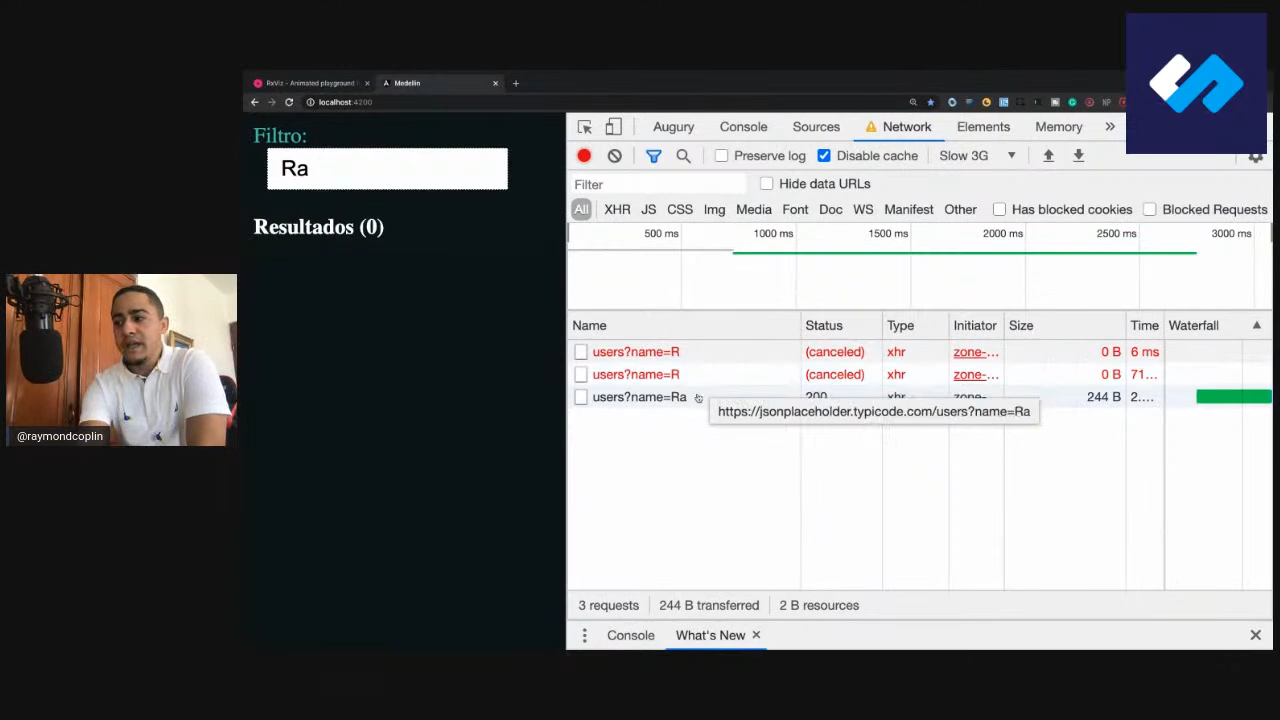 RxViz - Animated playground
Medellin
localhost:4200
NP
Filtro:
Ra
Resultados (0)
@raymondcoplin
Augury
Console
Sources
Network
Elements
Memory
Preserve log
Disable cache
Slow 3G
Filter
Hide data URLs
All
XHR
JS
CSS
Img
Media
Font
Doc
WS
Manifest
Other
Has blocked cookies
Blocked Requests
500 ms
1000 ms
1500 ms
2000 ms
2500 ms
3000 ms
Name Status Type Initiator Size Time Waterfall
users?name=R (canceled) xhr zone-... 0 B 6 ms
users?name=R (canceled) xhr zone-... 0 B 71...
users?name=Ra 200 xhr zone- 244 B 2....
https://jsonplaceholder.typicode.com/users?name=Ra
3 requests 244 B transferred 2 B resources
Console
What's New